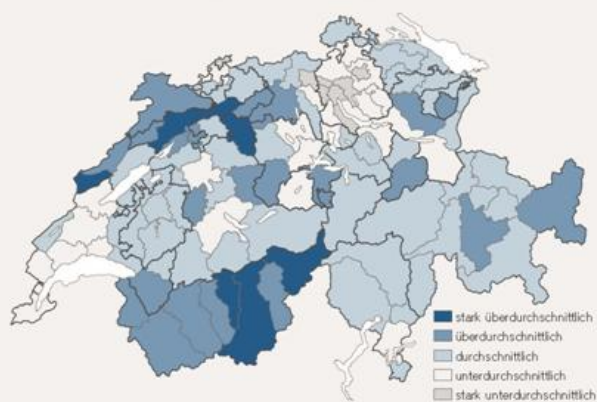 stark überdurchschnittlich
überdurchschnittlich
durchschnittlich
unterdurchschnittlich
stark unterdurchschnittlich